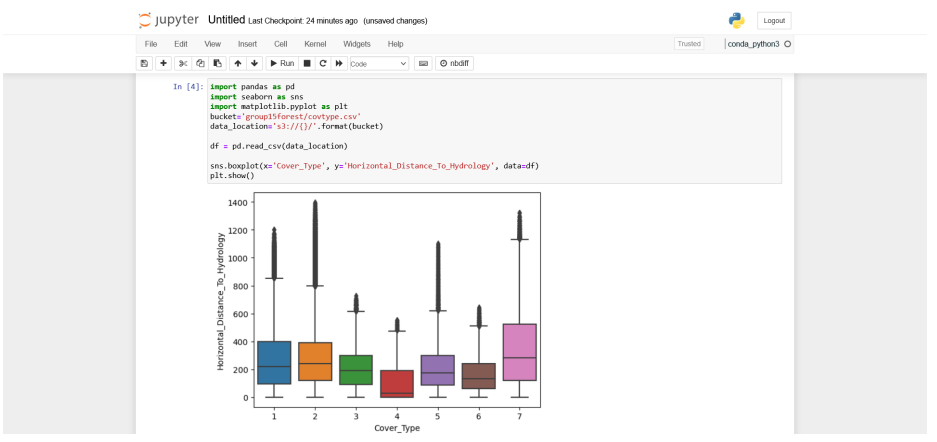 jupyter Untitled Last Checkpoint: 24 minutes ago (unsaved changes)
Logout
File Edit View Insert Cell Kernel Widgets Help
Trusted conda_python3
Run Code nbdiff
In [4]: import pandas as pd
import seaborn as sns
import matplotlib.pyplot as plt
bucket='group15forest/covtype.csv'
data_location='s3://{}/'.format(bucket)
df = pd.read_csv(data_location)
sns.boxplot(x='Cover_Type', y='Horizontal_Distance_To_Hydrology', data=df)
plt.show()
Horizontal_Distance_To_Hydrology
1400
1200
1000
800
600
400
200
0
1 2 3 4 5 6 7
Cover_Type